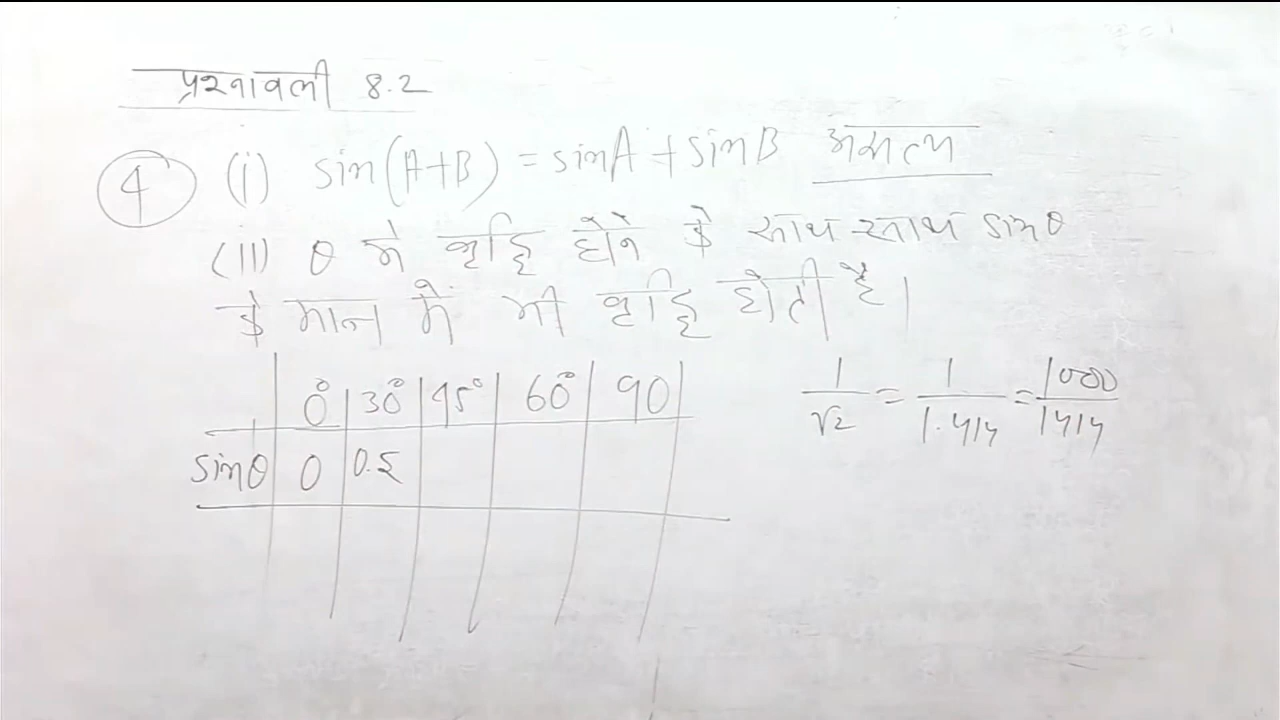 प्रश्नावली 8.2
4 (i) sin(A+B) = sinA + sinB असत्य
(II) θ मे वृद्धि होने के साथ-साथ sinθ
के मान में भी वृद्धि होती है।
0° 30° 45° 60° 90
sinθ 0 0.5
1/√2 = 1/1.414 = 1000/1414